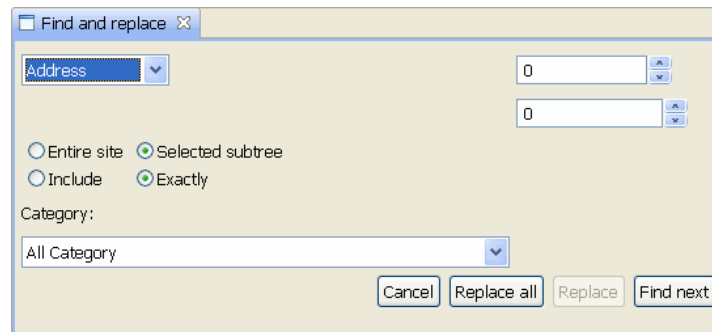 Find and replace
Address 0
0
Entire site Selected subtree
Include Exactly
Category:
All Category
Cancel Replace all Replace Find next